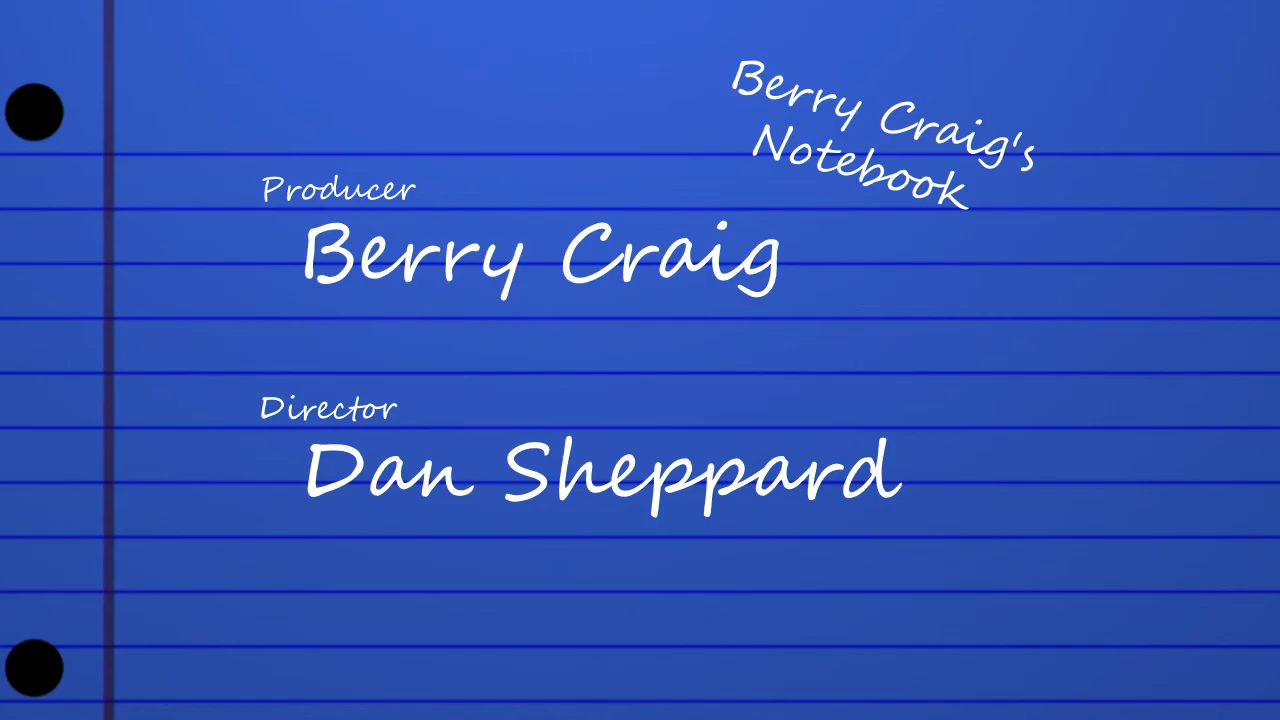 Berry Craig's
Notebook
Producer
Berry Craig
Director
Dan Sheppard